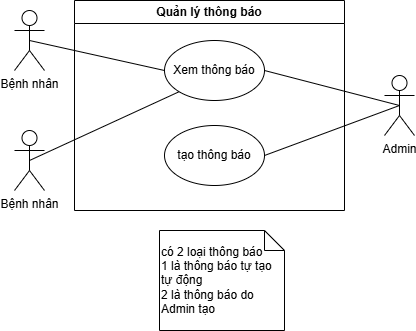 Quản lý thông báo
Xem thông báo
Bệnh nhân
tạo thông báo
Admin
Bệnh nhân
có 2 loại thông báo
1 là thông báo tự tạo
tự động
2 là thông báo do
Admin tạo